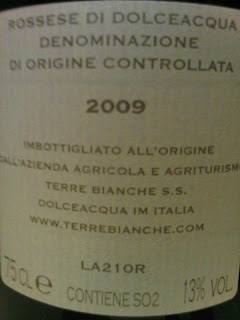 ROSSESE DI DOLCEACQUA
DENOMINAZIONE
DI ORIGINE CONTROLLATA
2009
IMBOTTIGLIATO ALL'ORIGINE
DALL'AZIENDA AGRICOLA E AGRITURISMO
TERRE BIANCHE S.S.
DOLCEACQUA IM ITALIA
WWW.TERREBIANCHE.COM
LA210R
75 CL e CONTIENE SO2 13% VOL.